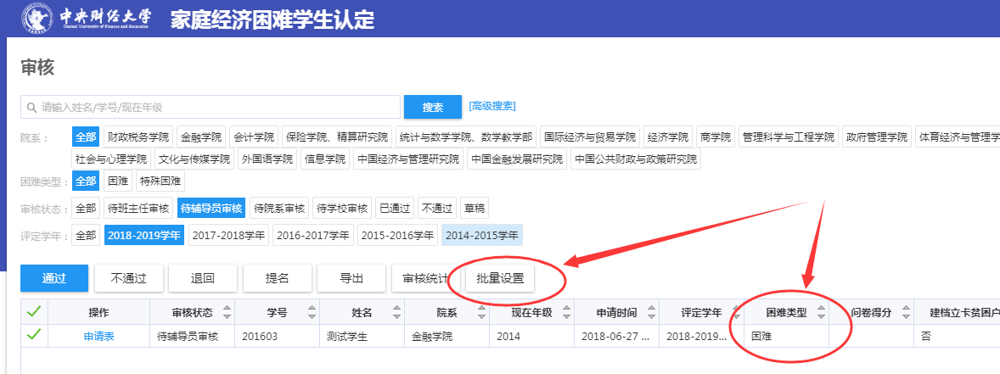 中央财经大学
Central University of Finance and Economics
家庭经济困难学生认定
审核
请输入姓名/学号/现在年级 搜索 [高级搜索]
院系： 全部 财政税务学院 金融学院 会计学院 保险学院、精算研究院 统计与数学学院、数学教学部 国际经济与贸易学院 经济学院 商学院 管理科学与工程学院 政府管理学院 体育经济与管理学
社会与心理学院 文化与传媒学院 外国语学院 信息学院 中国经济与管理研究院 中国金融发展研究院 中国公共财政与政策研究院
困难类型： 全部 困难 特殊困难
审核状态： 全部 待班主任审核 待辅导员审核 待院系审核 待学校审核 已通过 不通过 草稿
评定学年： 全部 2018-2019学年 2017-2018学年 2016-2017学年 2015-2016学年 2014-2015学年
通过 不通过 退回 提名 导出 审核统计 批量设置
操作 审核状态 学号 姓名 院系 现在年级 申请时间 评定学年 困难类型 问卷得分 建档立卡贫困户
申请表 待辅导员审核 201603 测试学生 金融学院 2014 2018-06-27 ... 2018-2019... 困难 否